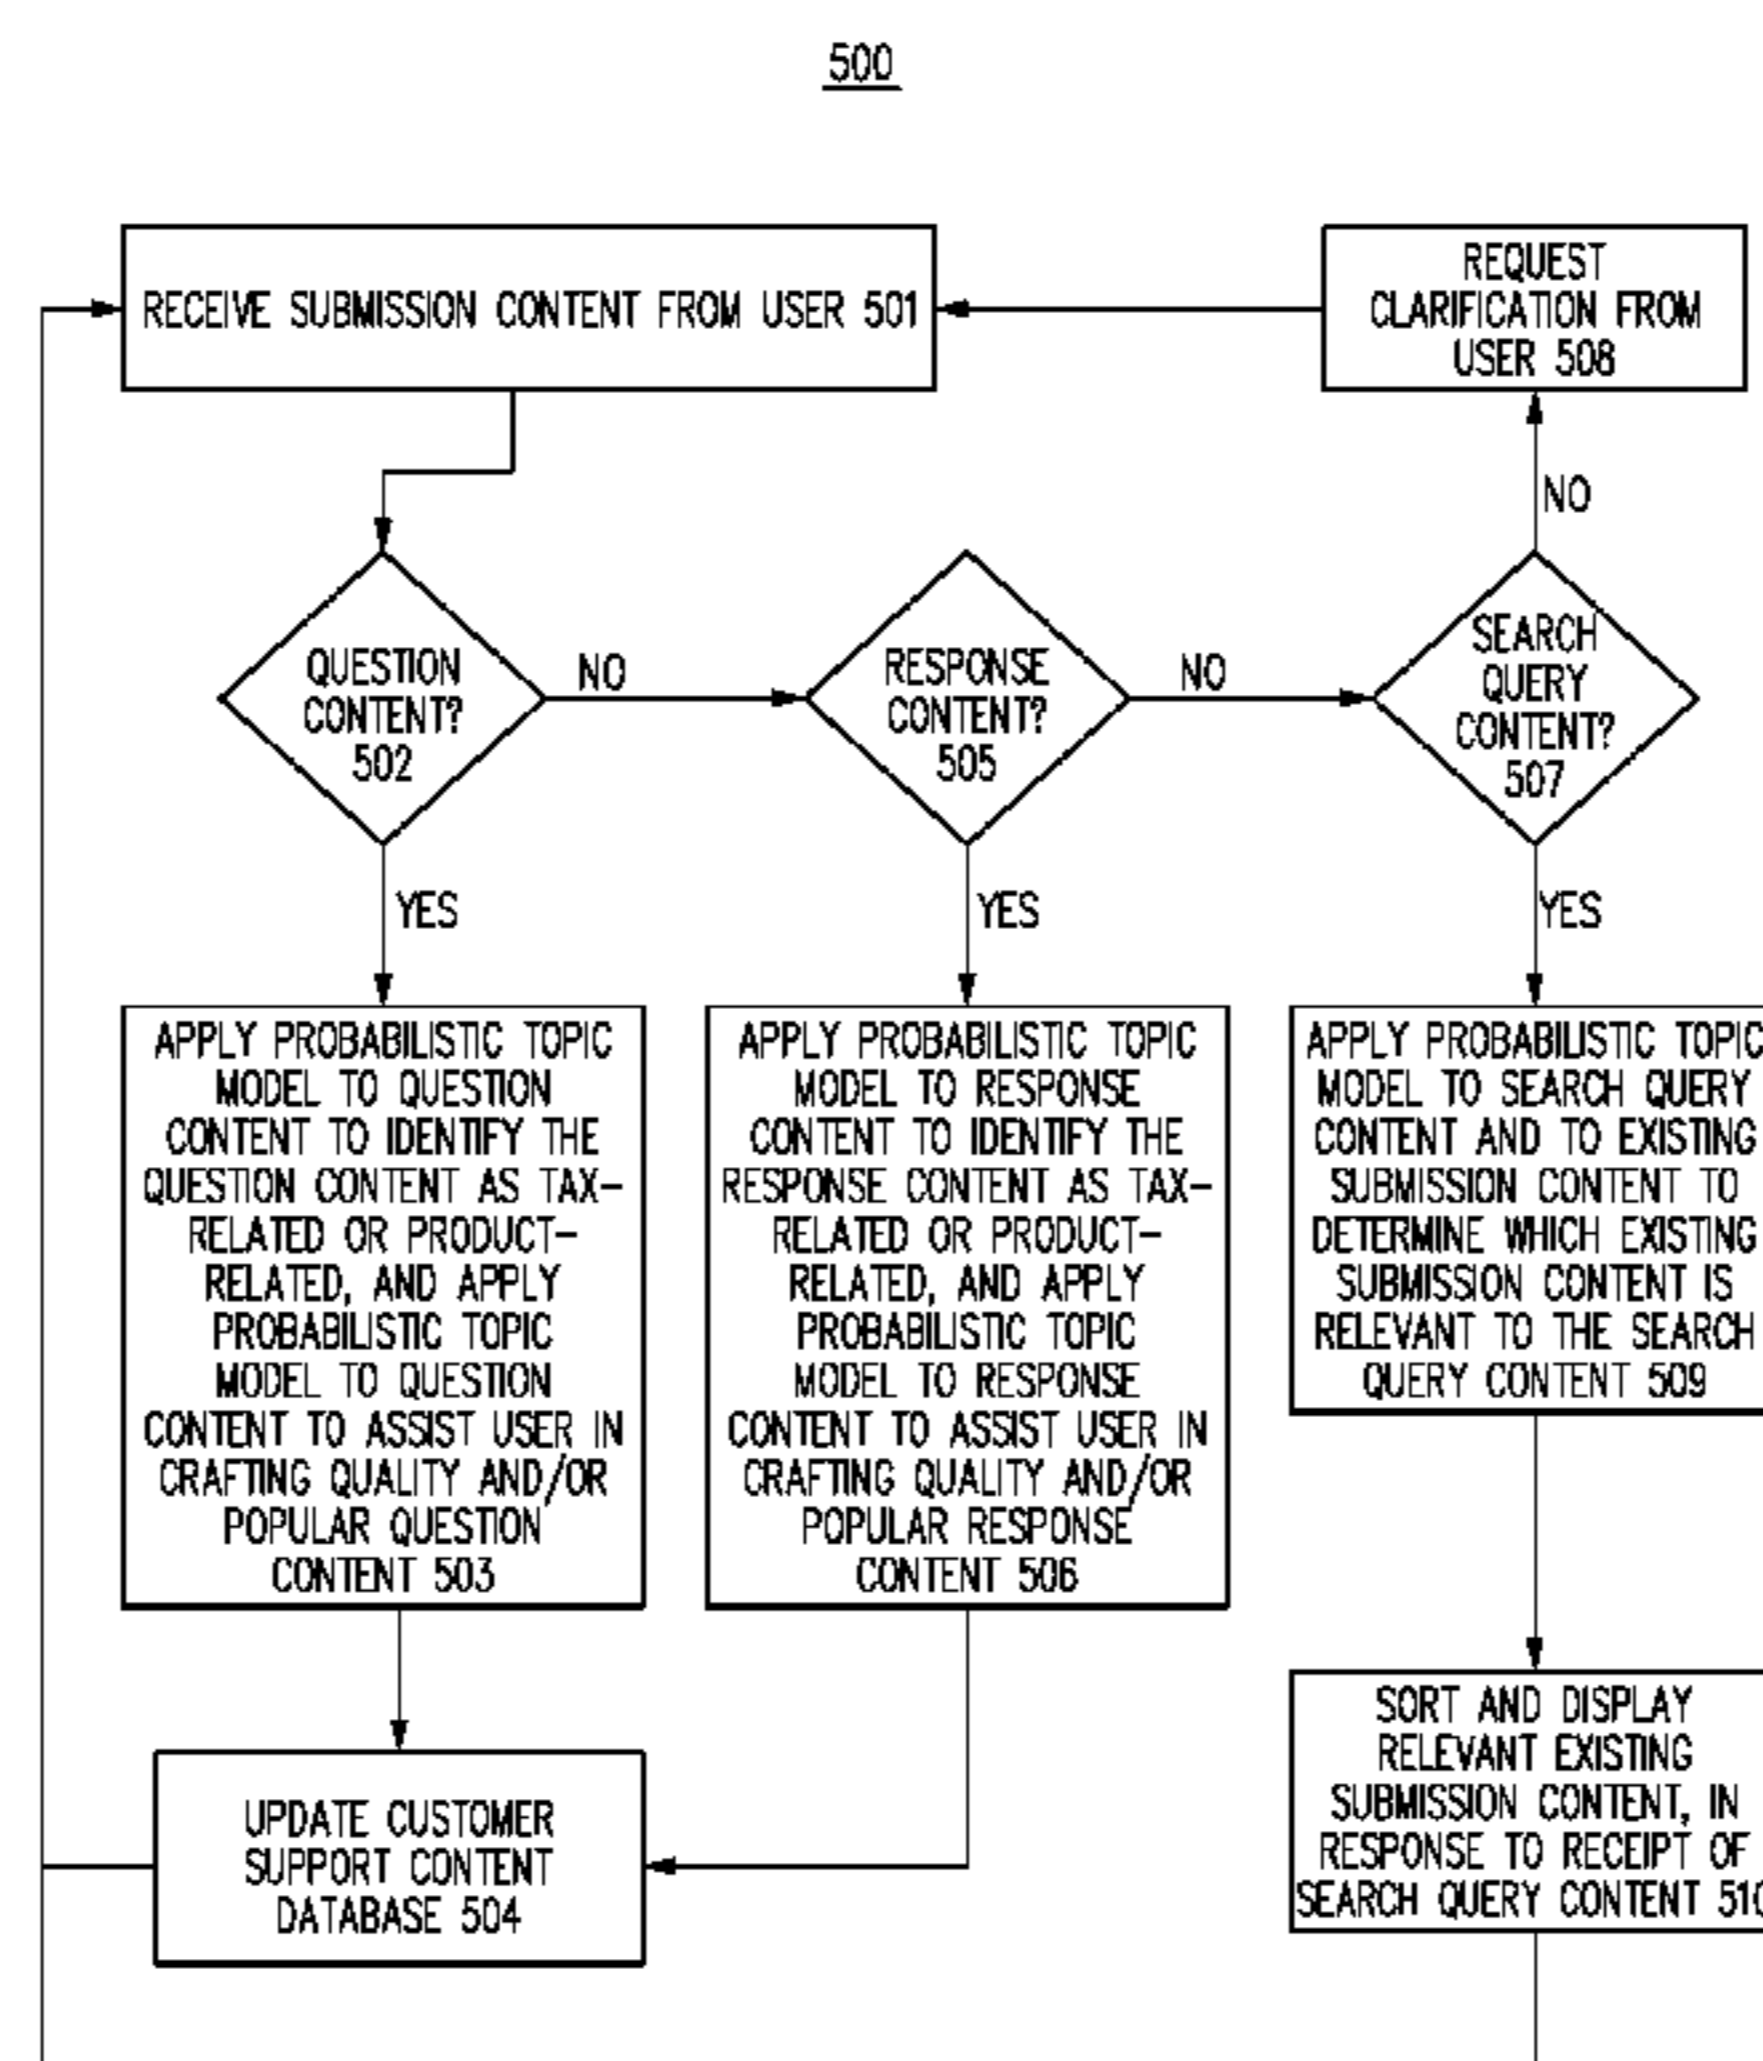 500
RECEIVE SUBMISSION CONTENT FROM USER 501
REQUEST
CLARIFICATION FROM
USER 508
NO
QUESTION
CONTENT?
502
NO
RESPONSE
CONTENT?
505
NO
SEARCH
QUERY
CONTENT?
507
YES
YES
YES
APPLY PROBABILISTIC TOPIC
MODEL TO QUESTION
CONTENT TO IDENTIFY THE
QUESTION CONTENT AS TAX-
RELATED OR PRODUCT-
RELATED, AND APPLY
PROBABILISTIC TOPIC
MODEL TO QUESTION
CONTENT TO ASSIST USER IN
CRAFTING QUALITY AND/OR
POPULAR QUESTION
CONTENT 503
APPLY PROBABILISTIC TOPIC
MODEL TO RESPONSE
CONTENT TO IDENTIFY THE
RESPONSE CONTENT AS TAX-
RELATED OR PRODUCT-
RELATED, AND APPLY
PROBABILISTIC TOPIC
MODEL TO RESPONSE
CONTENT TO ASSIST USER IN
CRAFTING QUALITY AND/OR
POPULAR RESPONSE
CONTENT 506
APPLY PROBABILISTIC TOPIC
MODEL TO SEARCH QUERY
CONTENT AND TO EXISTING
SUBMISSION CONTENT TO
DETERMINE WHICH EXISTING
SUBMISSION CONTENT IS
RELEVANT TO THE SEARCH
QUERY CONTENT 509
UPDATE CUSTOMER
SUPPORT CONTENT
DATABASE 504
SORT AND DISPLAY
RELEVANT EXISTING
SUBMISSION CONTENT, IN
RESPONSE TO RECEIPT OF
SEARCH QUERY CONTENT 510